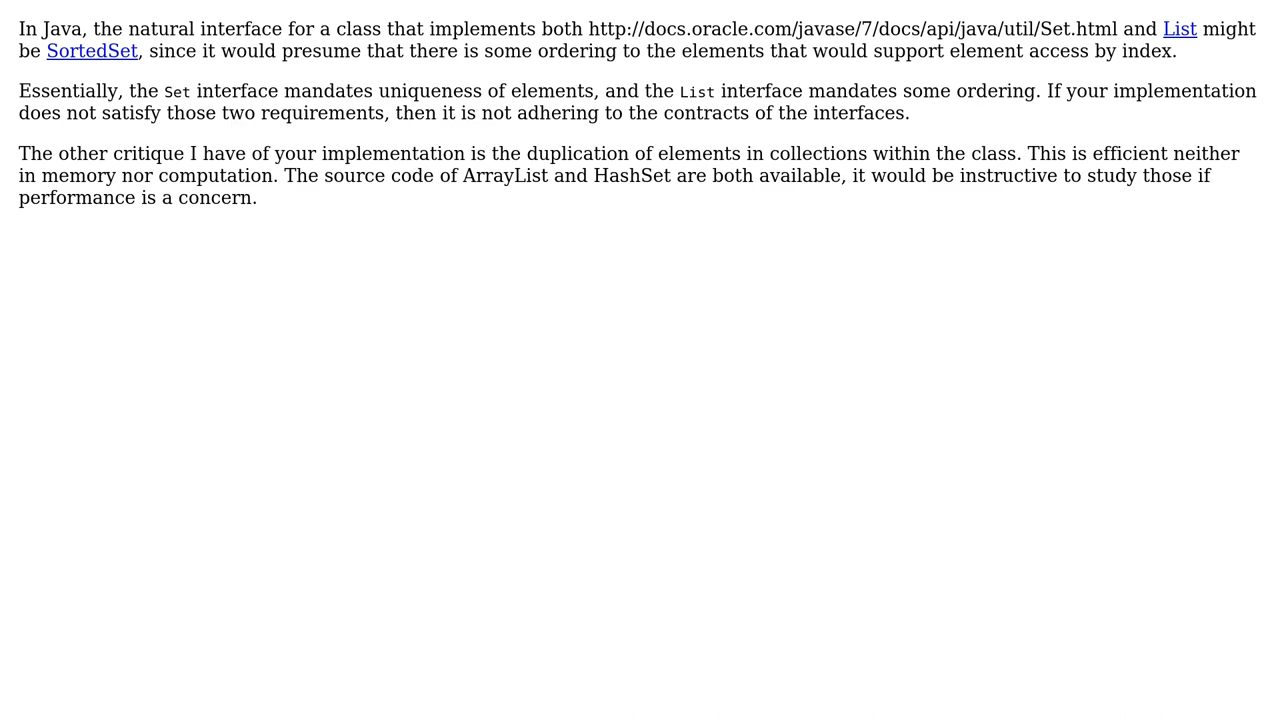 In Java, the natural interface for a class that implements both http://docs.oracle.com/javase/7/docs/api/java/util/Set.html and List might
be SortedSet, since it would presume that there is some ordering to the elements that would support element access by index.
Essentially, the Set interface mandates uniqueness of elements, and the List interface mandates some ordering. If your implementation
does not satisfy those two requirements, then it is not adhering to the contracts of the interfaces.
The other critique I have of your implementation is the duplication of elements in collections within the class. This is efficient neither
in memory nor computation. The source code of ArrayList and HashSet are both available, it would be instructive to study those if
performance is a concern.